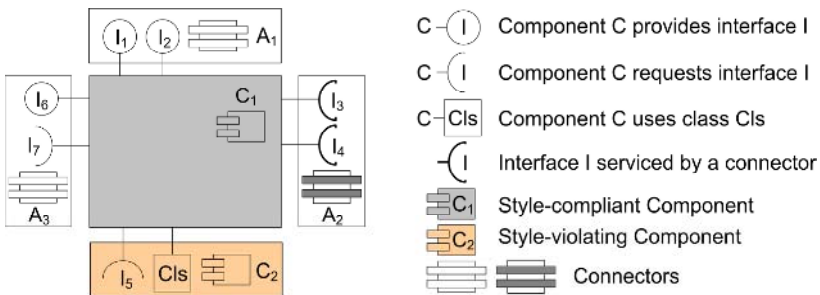 I1 I2 A1
C1
I6
I3
I7
I4
A3
A2
I5 Cls C2
C I Component C provides interface I
C I Component C requests interface I
C Cls Component C uses class Cls
I Interface I serviced by a connector
C1 Style-compliant Component
C2 Style-violating Component
Connectors